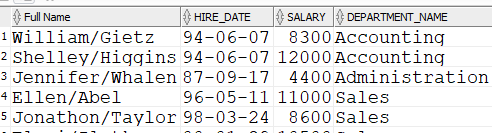 Full Name HIRE_DATE SALARY DEPARTMENT_NAME
1 William/Gietz 94-06-07 8300 Accounting
2 Shelley/Higgins 94-06-07 12000 Accounting
3 Jennifer/Whalen 87-09-17 4400 Administration
4 Ellen/Abel 96-05-11 11000 Sales
5 Jonathon/Taylor 98-03-24 8600 Sales